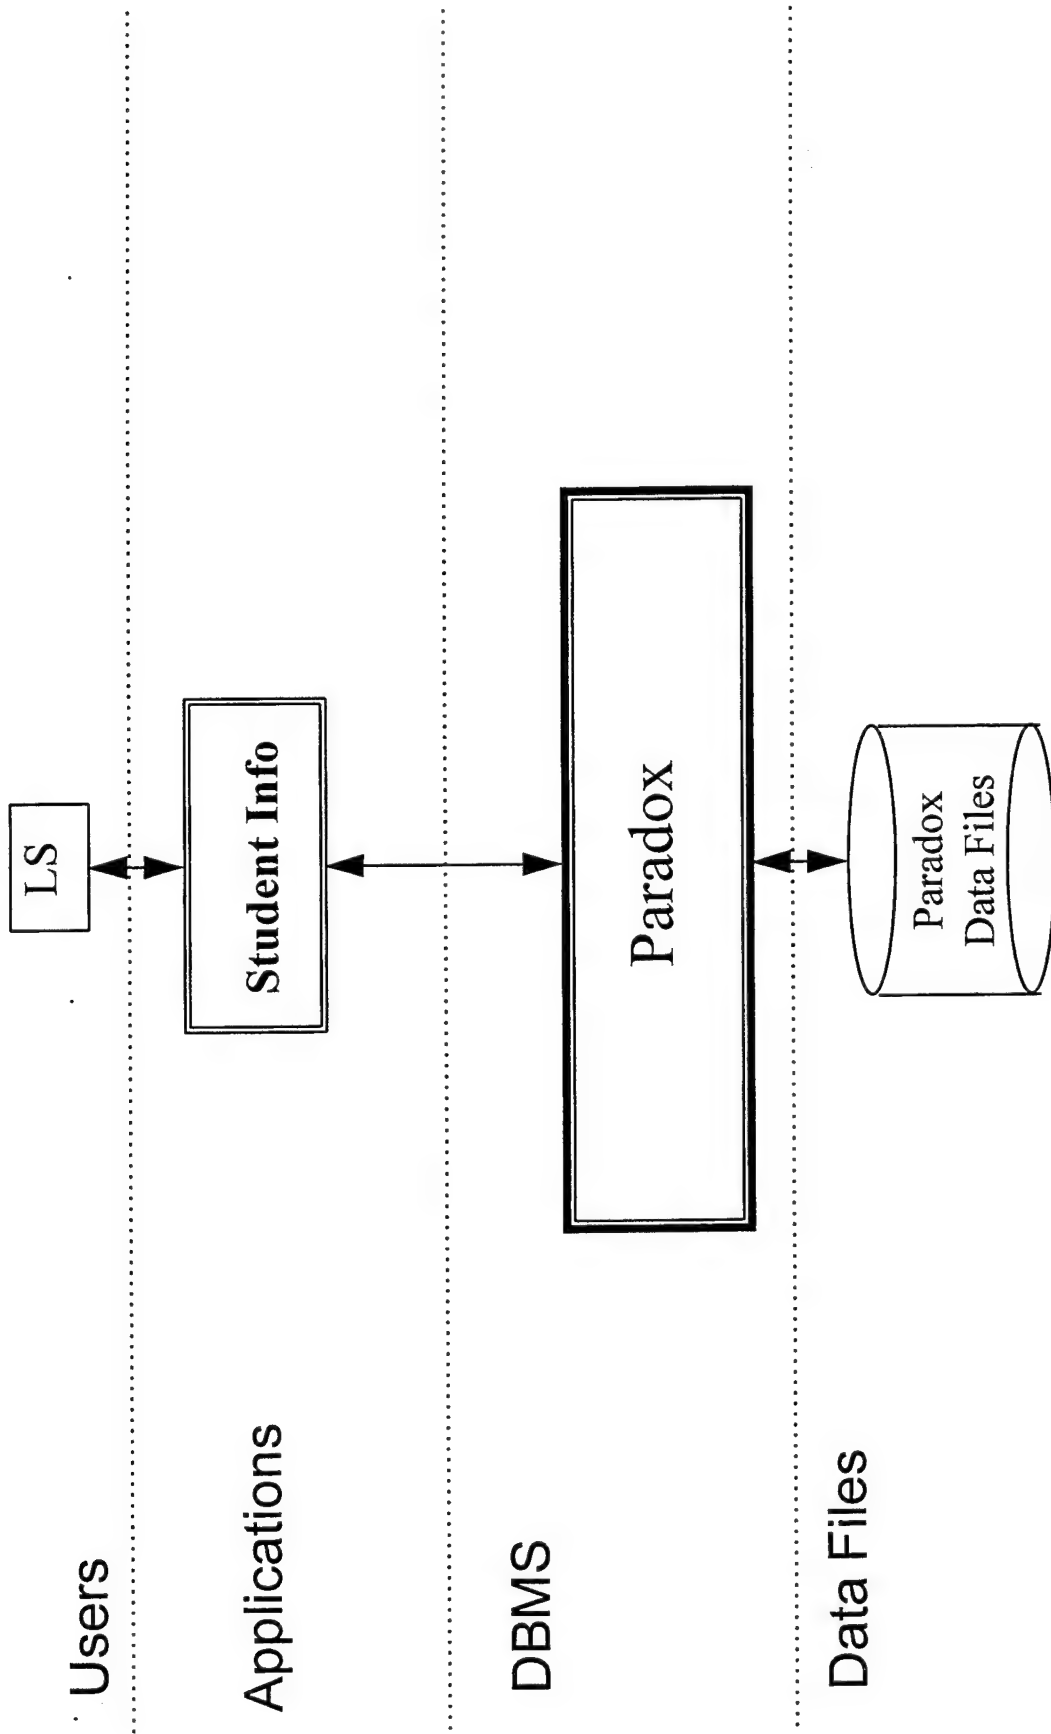 Users
LS
Applications
Student Info
DBMS
Paradox
Data Files
Paradox
Data Files